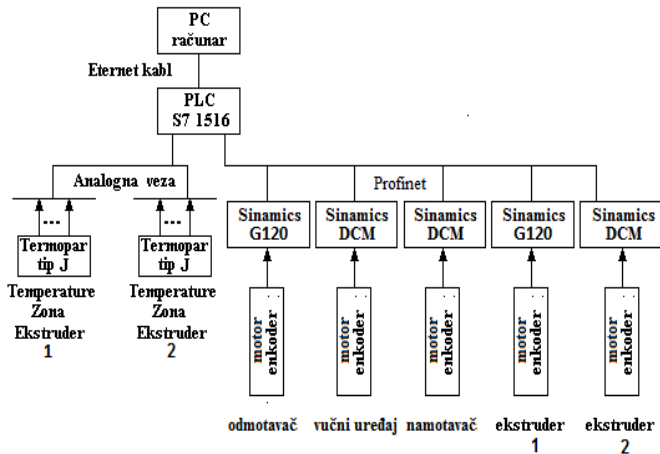 PC
računar
Eternet kabl
PLC
S7 1516
Analogna veza
Profinet
...
...
Termopar
tip J
Termopar
tip J
Temperature
Zona
Ekstruder
1
Temperature
Zona
Ekstruder
2
Sinamics
G120
Sinamics
DCM
Sinamics
DCM
Sinamics
G120
Sinamics
DCM
motor
enkoder
motor
enkoder
motor
enkoder
motor
enkoder
motor
enkoder
odmotavač
vučni uređaj
namotavač
ekstruder
1
ekstruder
2